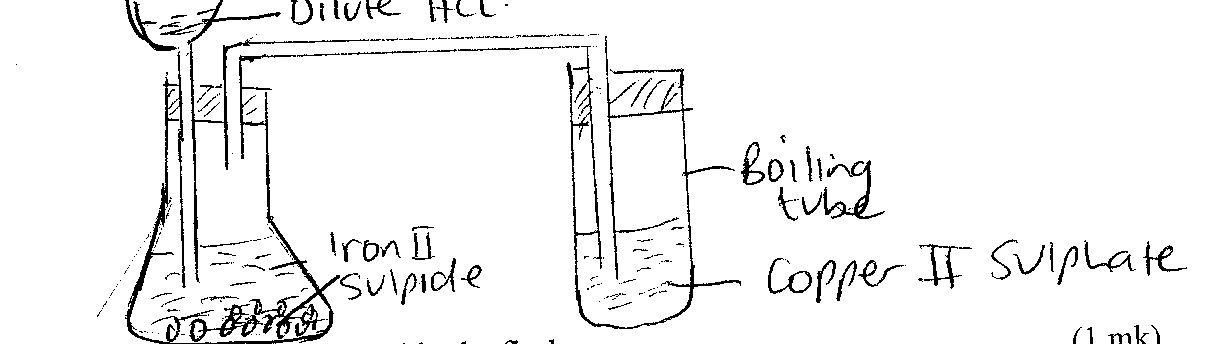 Dilute HCl.
Boiling
tube
Iron II
Sulpide
Copper II Sulphate
(1 mk)